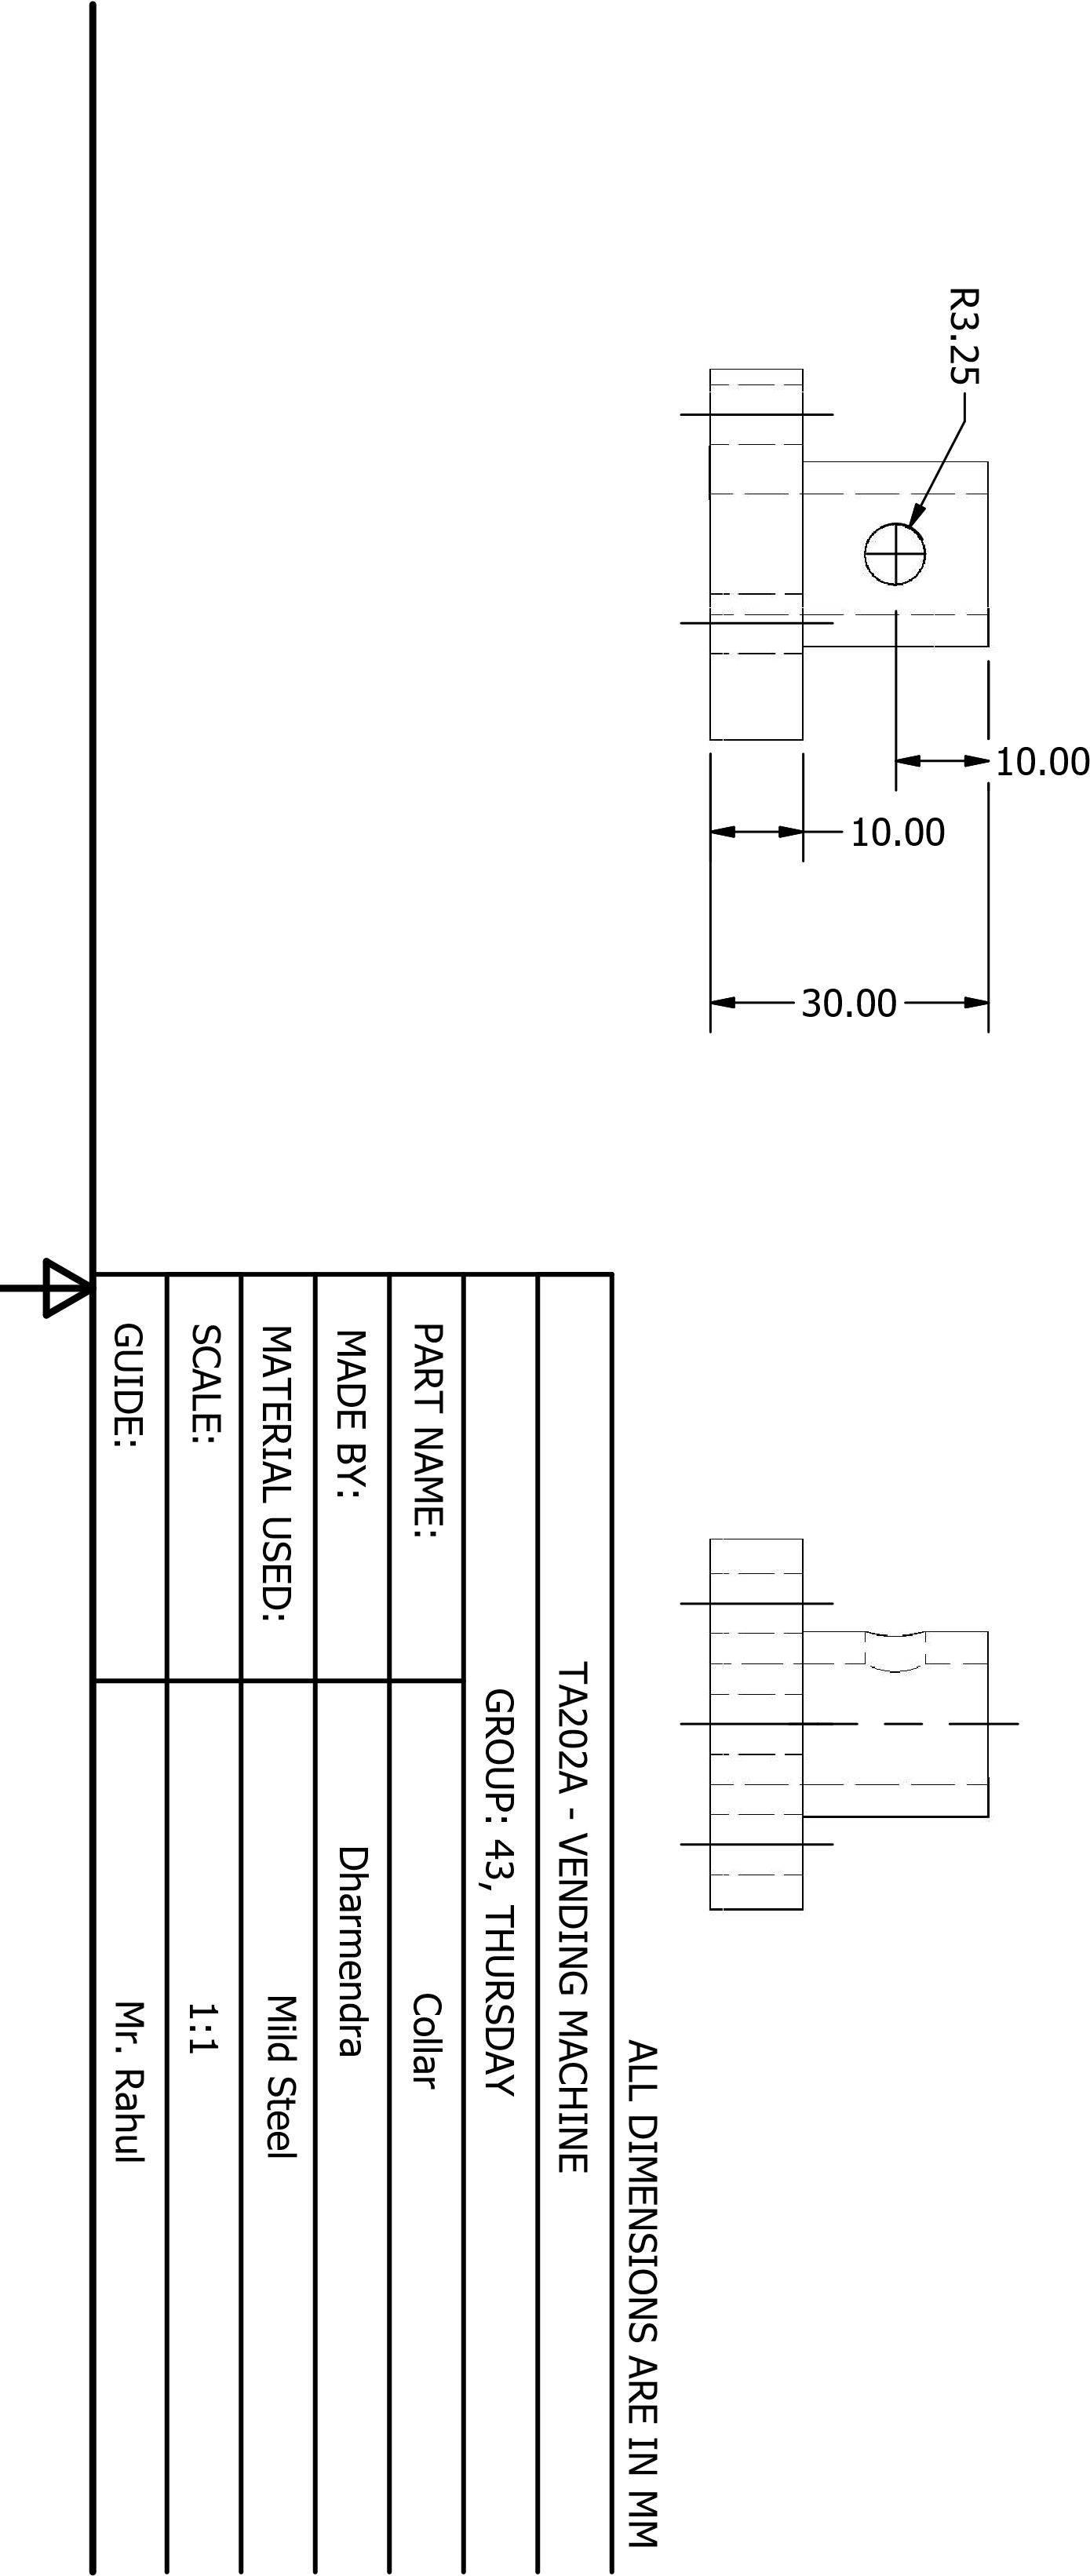 R3.25
10.00
10.00
30.00
ALL DIMENSIONS ARE IN MM
TA202A - VENDING MACHINE
GROUP: 43, THURSDAY
PART NAME: Collar
MADE BY: Dharmendra
MATERIAL USED: Mild Steel
SCALE: 1:1
GUIDE: Mr. Rahul